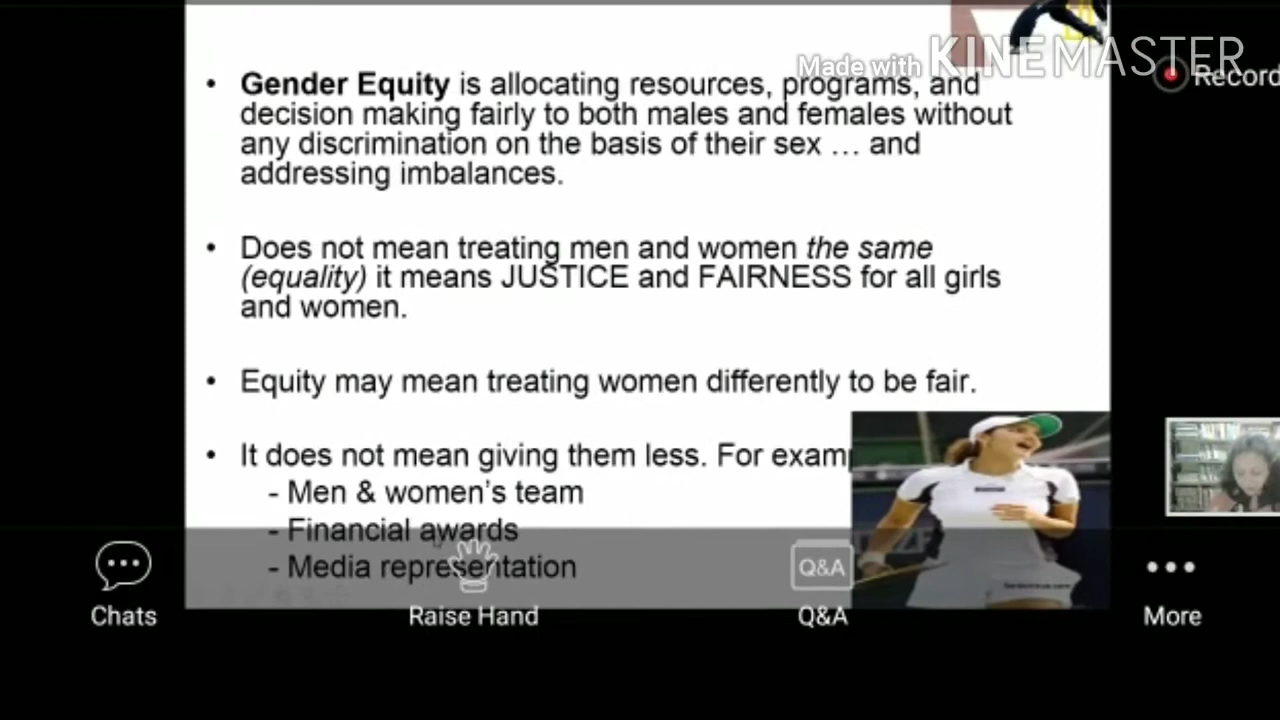 Made with KINEMASTER
Record
• Gender Equity is allocating resources, programs, and
decision making fairly to both males and females without
any discrimination on the basis of their sex ... and
addressing imbalances.
• Does not mean treating men and women the same
(equality) it means JUSTICE and FAIRNESS for all girls
and women.
• Equity may mean treating women differently to be fair.
• It does not mean giving them less. For examp
- Men & women's team
- Financial awards
- Media representation
Q&A
Chats
Raise Hand
Q&A
More